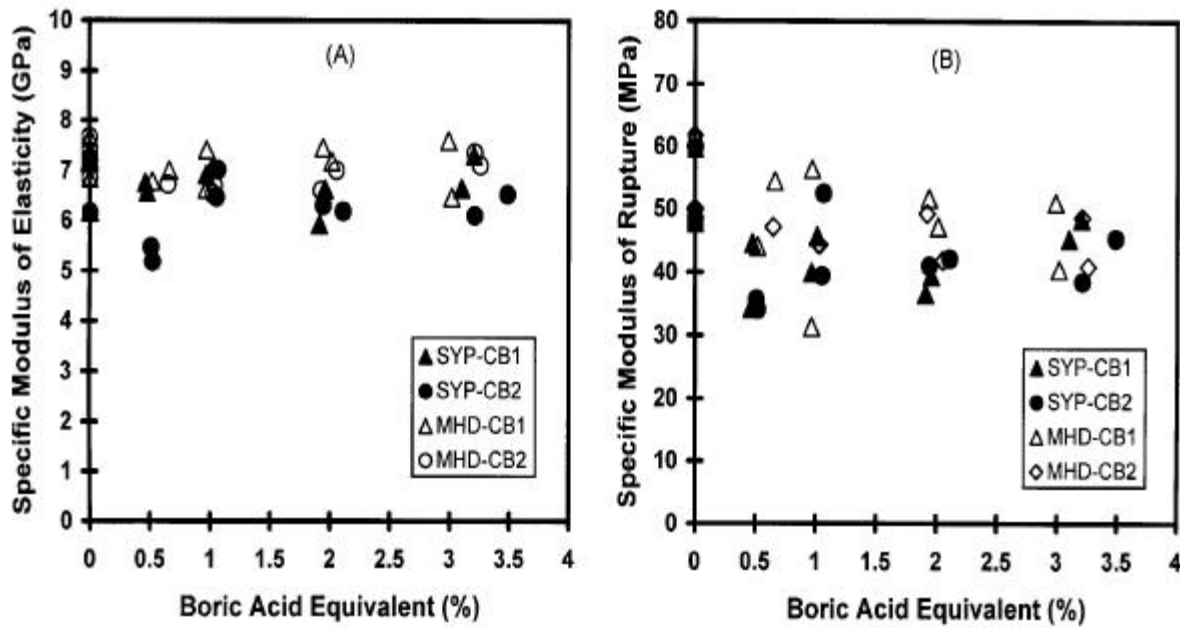 Specific Modulus of Elasticity (GPa)
10
9
8
7
6
5
4
3
2
1
0
(A)
SYP-CB1
SYP-CB2
MHD-CB1
MHD-CB2
0 0.5 1 1.5 2 2.5 3 3.5 4
Boric Acid Equivalent (%)
Specific Modulus of Rupture (MPa)
80
70
60
50
40
30
20
10
0
(B)
SYP-CB1
SYP-CB2
MHD-CB1
MHD-CB2
0 0.5 1 1.5 2 2.5 3 3.5 4
Boric Acid Equivalent (%)